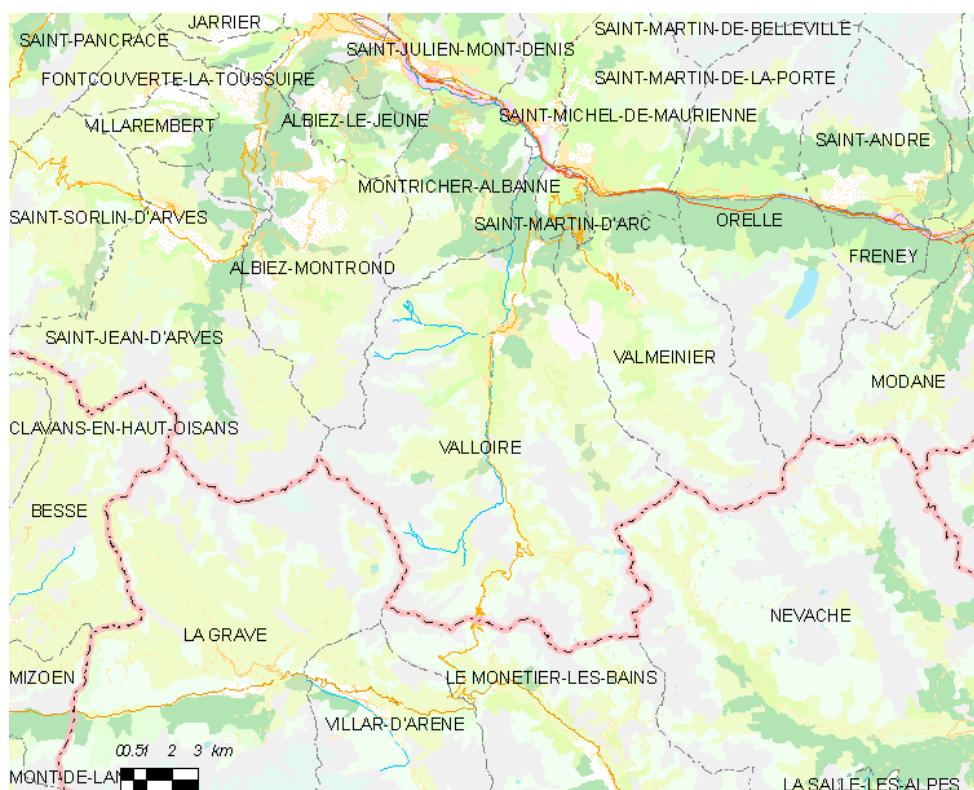 JARRIER
SAINT-PANCRACE
SAINT-MARTIN-DE-BELLEVILLE
SAINT-JULIEN-MONT-DENIS
FONTCOUVERTE-LA-TOUSSUIRE
SAINT-MARTIN-DE-LA-PORTE
SAINT-MICHEL-DE-MAURIENNE
VILLAREMBERT
ALBIEZ-LE-JEUNE
SAINT-ANDRE
MONTRICHER-ALBANNE
SAINT-SORLIN-D'ARVES
SAINT-MARTIN-D'ARC
ORELLE
FRENEY
ALBIEZ-MONTROND
SAINT-JEAN-D'ARVES
VALMEINIER
MODANE
CLAVANS-EN-HAUT-OISANS
VALLOIRE
BESSE
NEVACHE
LA GRAVE
MIZOEN
LE MONETIER-LES-BAINS
VILLAR-D'ARENE
2 3 km
MONT-DE-LAN
LA SALLE-LES-ALPES